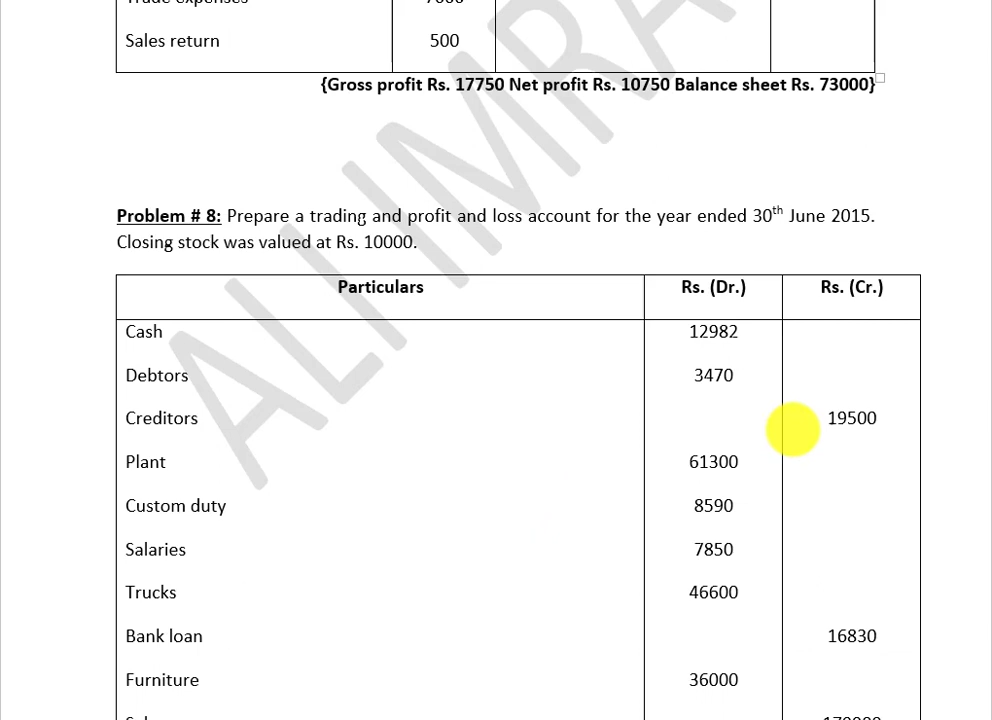 Sales return 500
{Gross profit Rs. 17750 Net profit Rs. 10750 Balance sheet Rs. 73000}
Problem # 8: Prepare a trading and profit and loss account for the year ended 30th June 2015.
Closing stock was valued at Rs. 10000.
Particulars Rs. (Dr.) Rs. (Cr.)
Cash 12982
Debtors 3470
Creditors 19500
Plant 61300
Custom duty 8590
Salaries 7850
Trucks 46600
Bank loan 16830
Furniture 36000
ALI IMRA